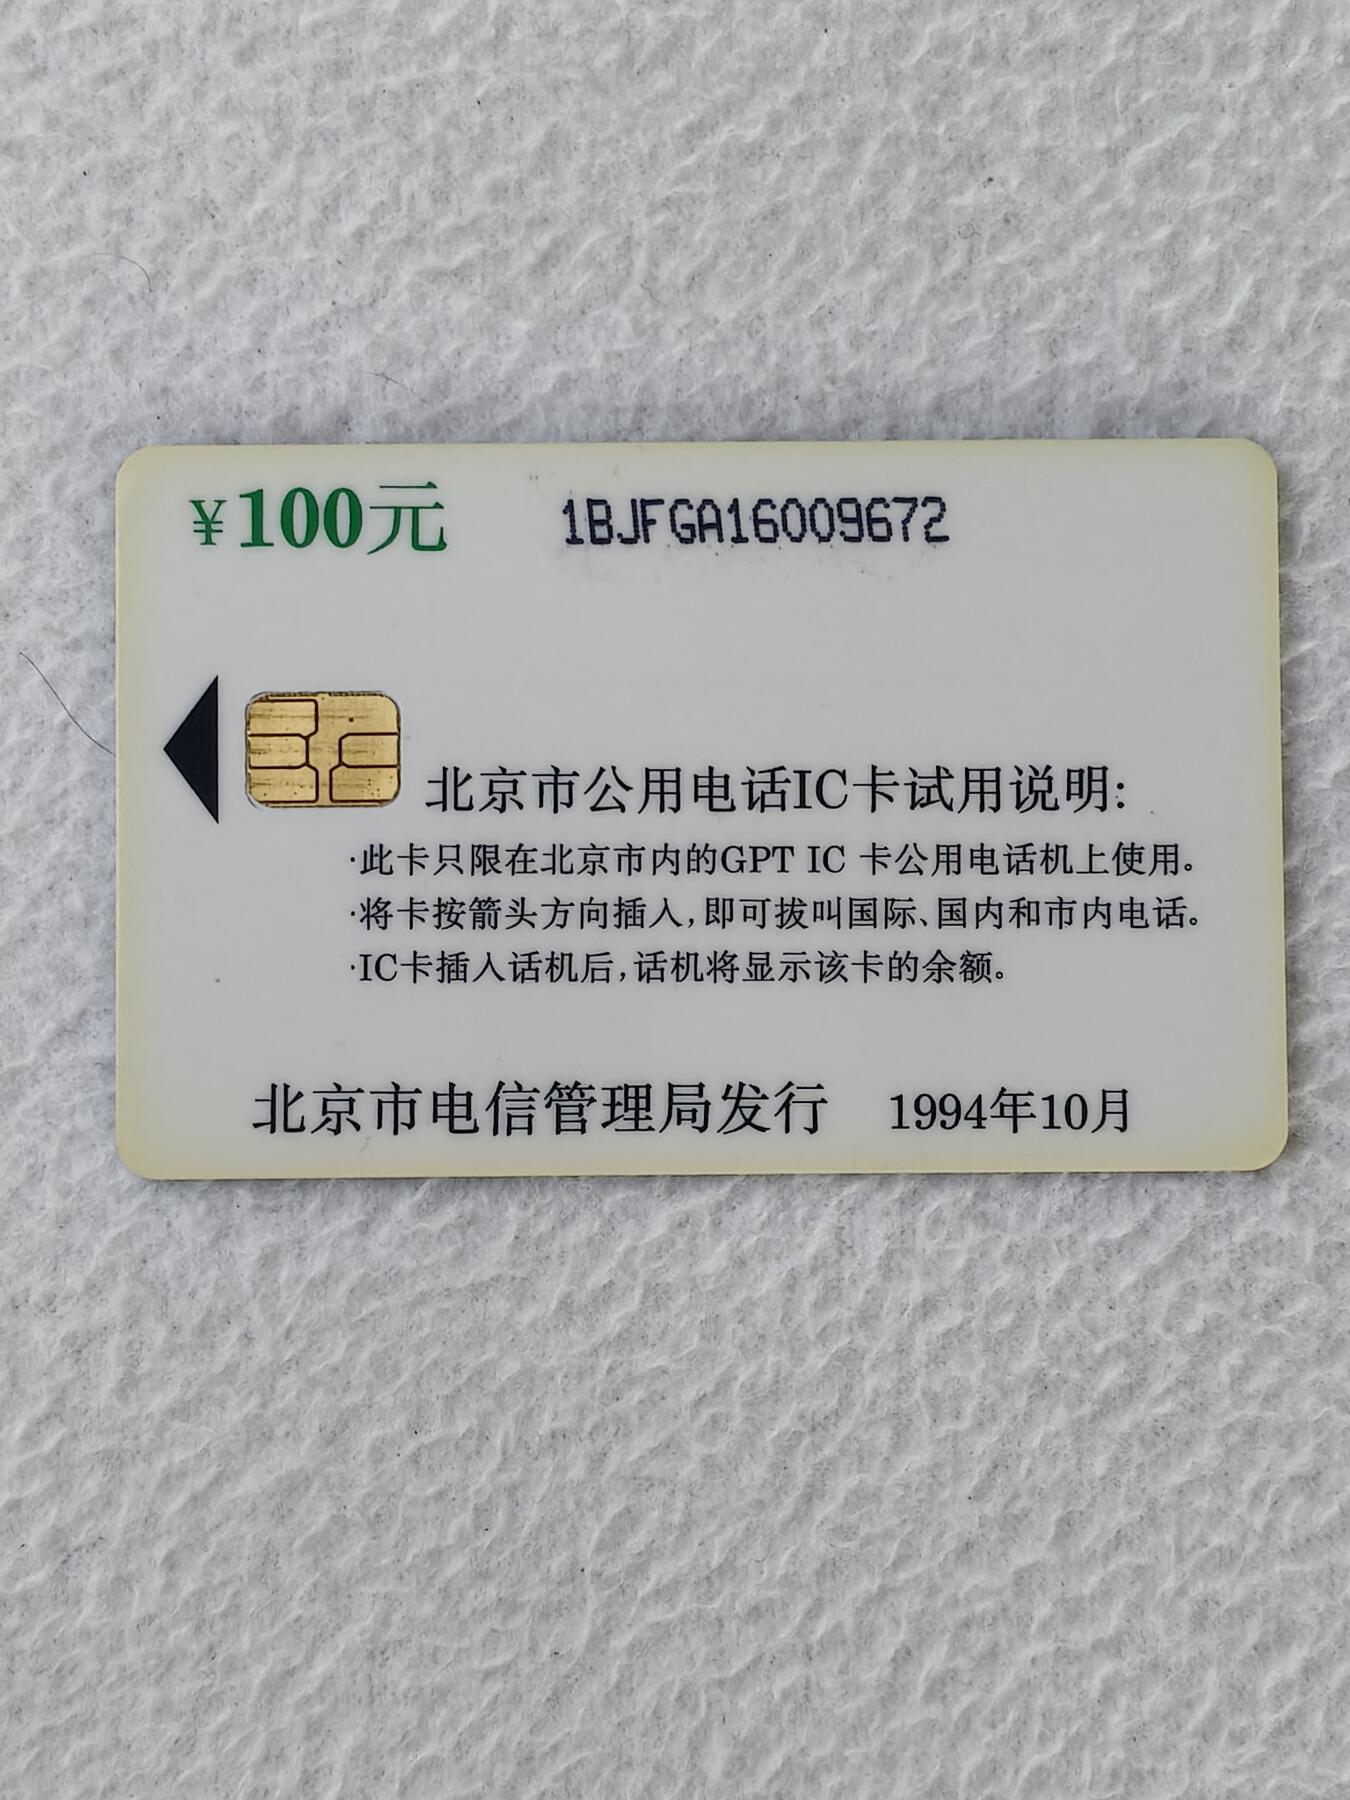 ¥100元 1BJFGA16009672
北京市公用电话IC卡试用说明:
·此卡只限在北京市内的GPT IC 卡公用电话机上使用。
·将卡按箭头方向插入,即可拔叫国际、国内和市内电话。
·IC卡插入话机后,话机将显示该卡的余额。
北京市电信管理局发行 1994年10月